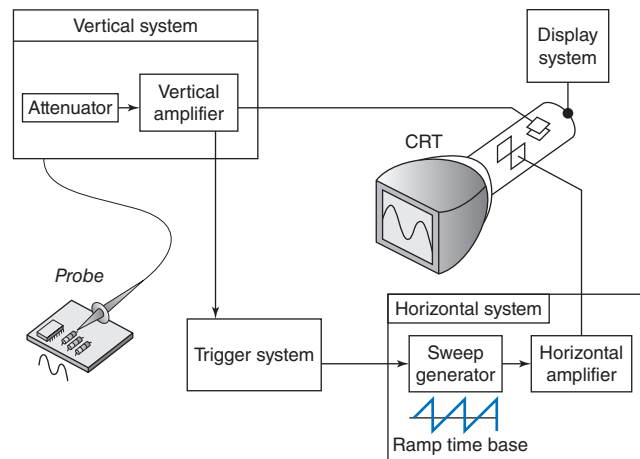 Vertical system
Display
system
Attenuator
Vertical
amplifier
CRT
Probe
Horizontal system
Trigger system
Sweep
generator
Horizontal
amplifier
Ramp time base